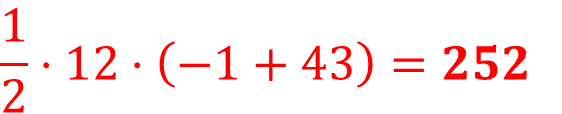 1/2 · 12 · (−1 + 43) = 252